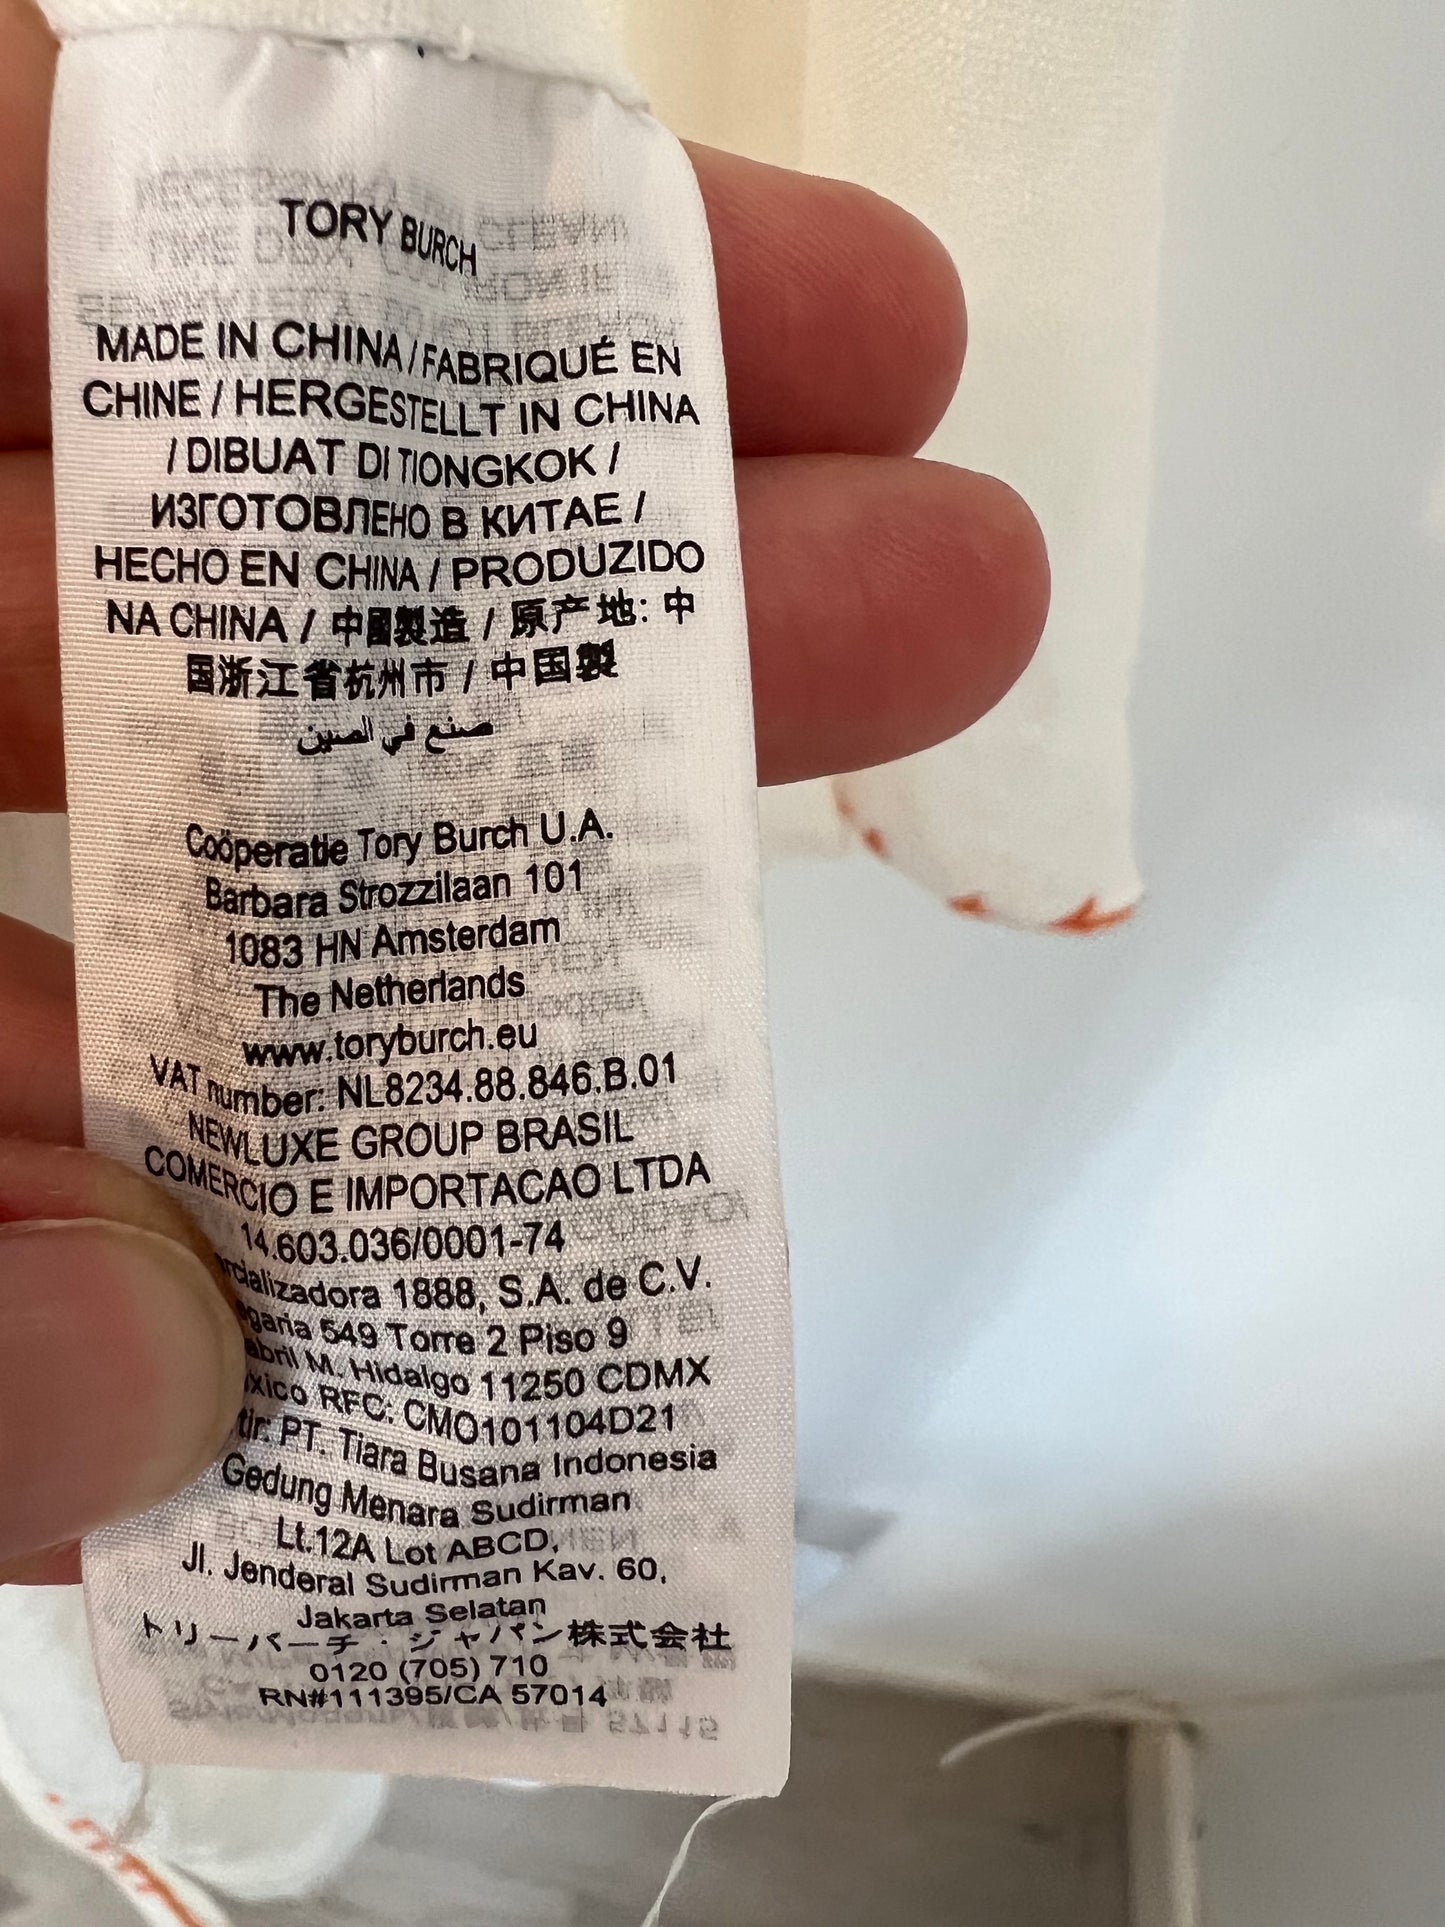 TORY BURCH
MADE IN CHINA / FABRIQUÉ EN
CHINE / HERGESTELLT IN CHINA
/ DIBUAT DI TIONGKOK /
ИЗГОТОВЛЕНО В КИТАЕ /
HECHO EN CHINA / PRODUZIDO
NA CHINA / 中國製造 / 原产地: 中
国浙江省杭州市 / 中国製
صنع في الصين
Coöperatie Tory Burch U.A.
Barbara Strozzilaan 101
1083 HN Amsterdam
The Netherlands
www.toryburch.eu
VAT number: NL8234.88.846.B.01
NEWLUXE GROUP BRASIL
COMERCIO E IMPORTACAO LTDA
14.603.036/0001-74
rcializadora 1888, S.A. de C.V.
egaria 549 Torre 2 Piso 9
abril M. Hidalgo 11250 CDMX
xico RFC: CMO101104D21
tir: PT. Tiara Busana Indonesia
Gedung Menara Sudirman
Lt.12A Lot ABCD,
Jl. Jenderal Sudirman Kav. 60,
Jakarta Selatan
トリーバーチ・ジャパン株式会社
0120 (705) 710
RN#111395/CA 57014